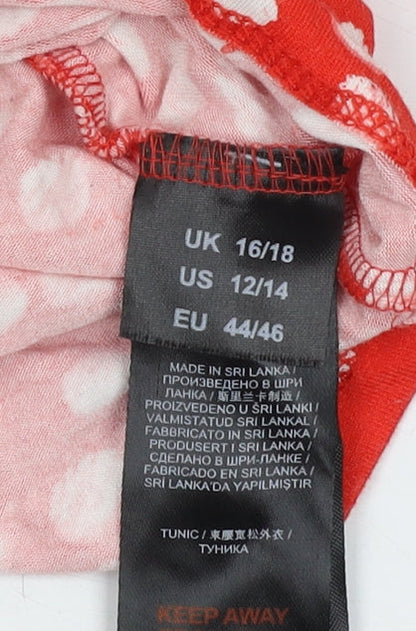 UK 16/18
US 12/14
EU 44/46
MADE IN SRI LANKA /
ПРОИЗВЕДЕНО В ШРИ
ЛАНКА / 斯里兰卡制造 /
PROIZVEDENO U ŠRI LANKI /
VALMISTATUD SRI LANKAL /
FABBRICATO IN SRI LANKA /
PRODUSERT I SRI LANKA /
СДЕЛАНО В ШРИ-ЛАНКЕ /
FABRICADO EN SRI LANKA /
SRİ LANKA'DA YAPILMIŞTIR
TUNIC / 束腰宽松外衣 /
ТУНИКА
KEEP AWAY